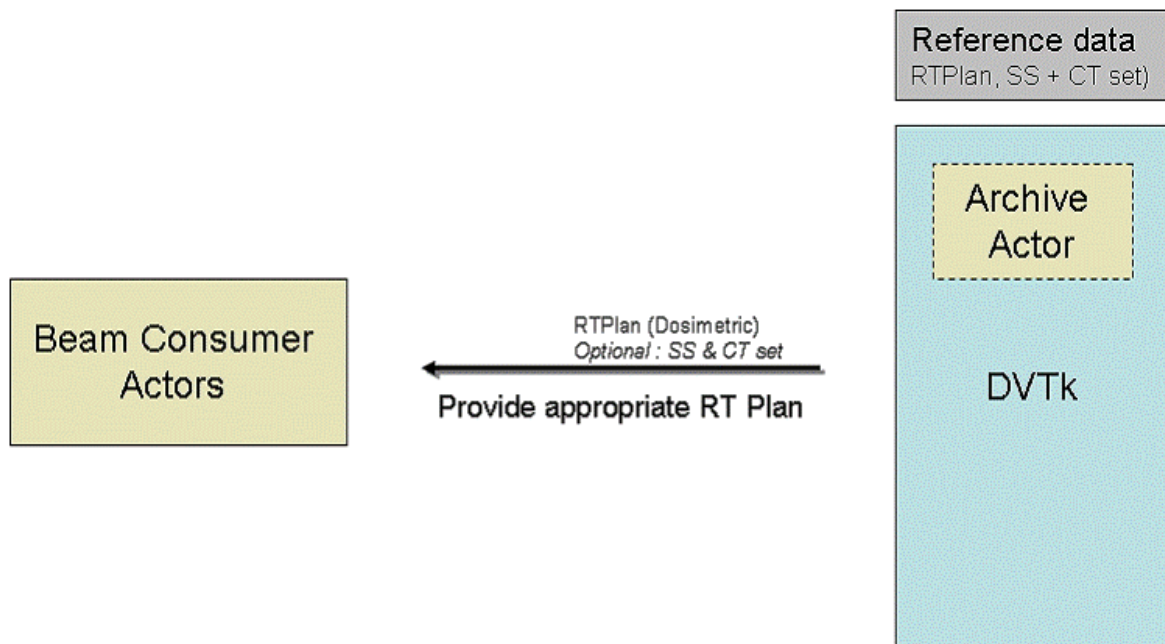 Reference data
RTPlan, SS + CT set)
Archive
Actor
Beam Consumer
Actors
RTPlan (Dosimetric)
Optional : SS & CT set
Provide appropriate RT Plan
DVTk